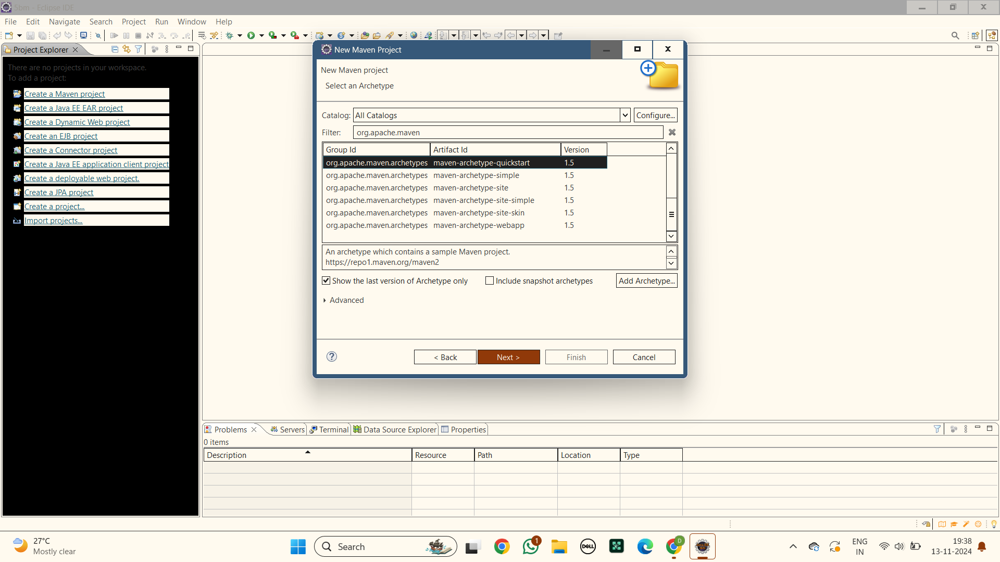 5bm - Eclipse IDE
File Edit Navigate Search Project Run Window Help
Project Explorer
There are no projects in your workspace.
To add a project:
Create a Maven project
Create a Java EE EAR project
Create a Dynamic Web project
Create an EJB project
Create a Connector project
Create a Java EE application client project
Create a deployable web project.
Create a JPA project
Create a project...
Import projects...
New Maven Project
New Maven project
Select an Archetype
Catalog: All Catalogs Configure...
Filter: org.apache.maven
Group Id Artifact Id Version
org.apache.maven.archetypes maven-archetype-quickstart 1.5
org.apache.maven.archetypes maven-archetype-simple 1.5
org.apache.maven.archetypes maven-archetype-site 1.5
org.apache.maven.archetypes maven-archetype-site-simple 1.5
org.apache.maven.archetypes maven-archetype-site-skin 1.5
org.apache.maven.archetypes maven-archetype-webapp 1.5
An archetype which contains a sample Maven project.
https://repo1.maven.org/maven2
Show the last version of Archetype only Include snapshot archetypes Add Archetype...
Advanced
< Back Next > Finish Cancel
Problems Servers Terminal Data Source Explorer Properties
0 items
Description Resource Path Location Type
27°C
Mostly clear
Search
1
DELL
D
Java EE
IDE
ENG
IN
19:38
13-11-2024